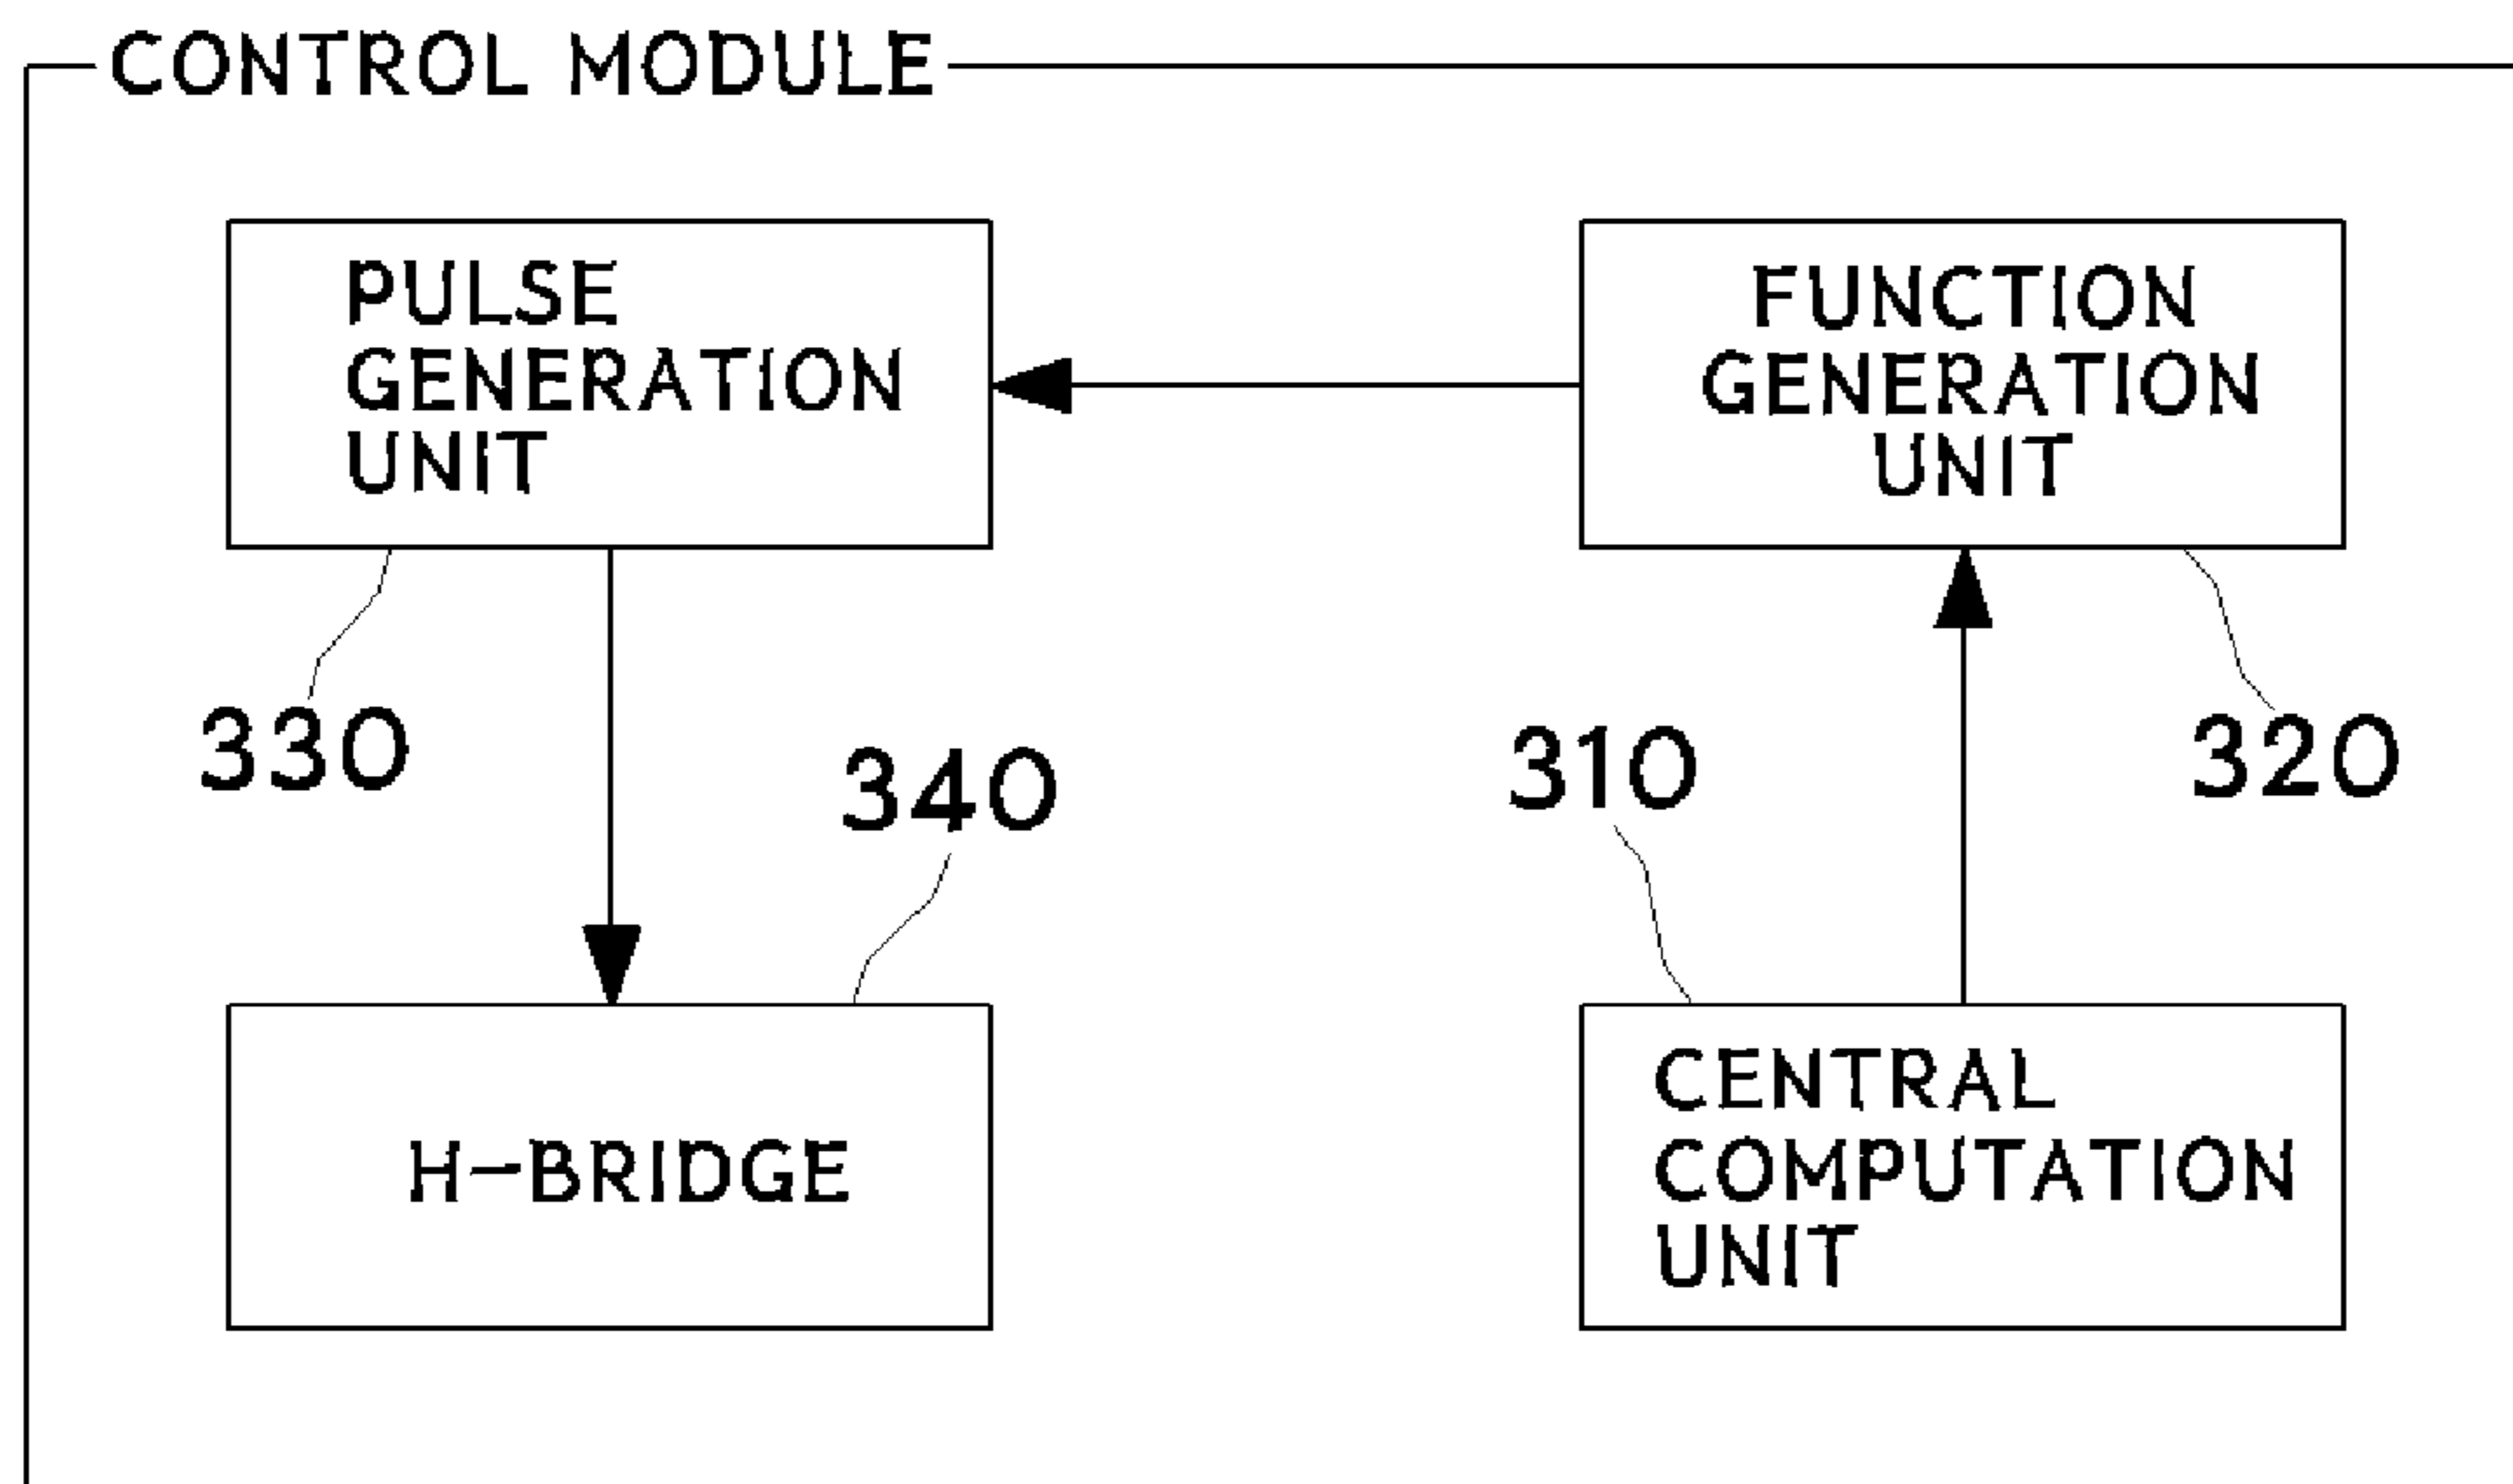 CONTROL MODULE
PULSE
GENERATION
UNIT
FUNCTION
GENERATION
UNIT
330
340
310
320
H-BRIDGE
CENTRAL
COMPUTATION
UNIT